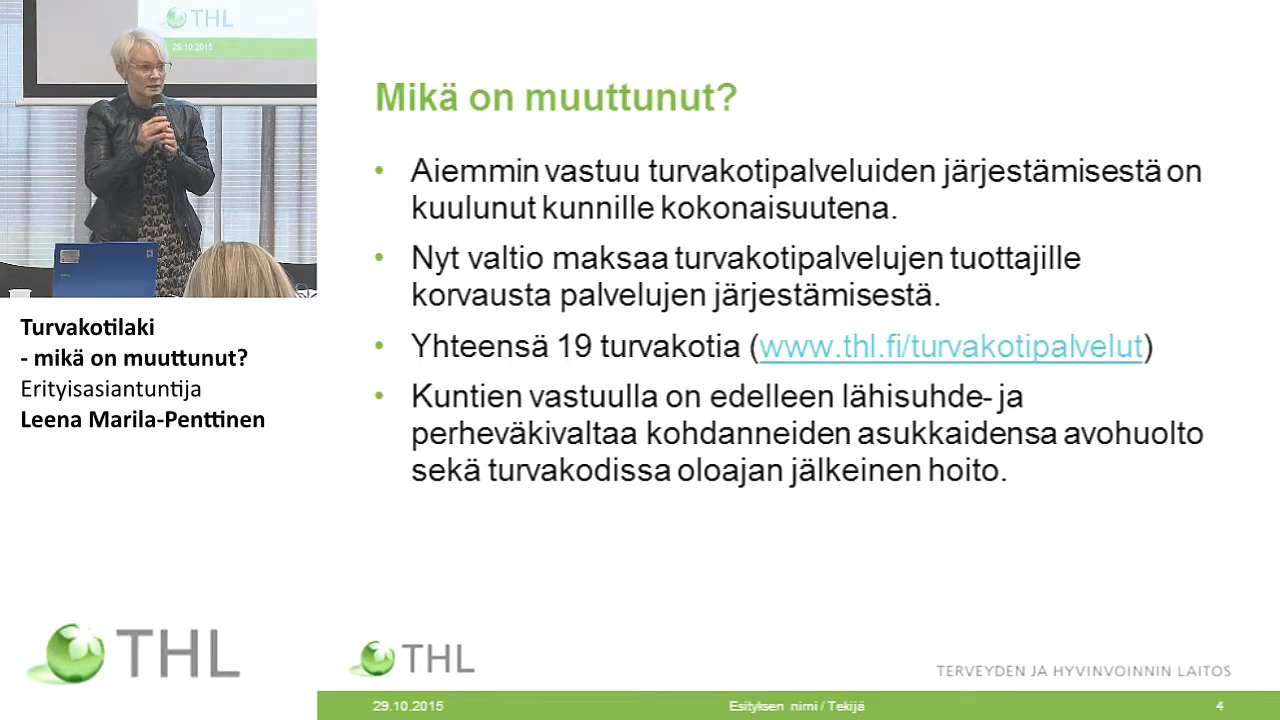 THL
29.10.2015
Turvakotilaki
- mikä on muuttunut?
Erityisasiantuntija
Leena Marila-Penttinen
THL
Mikä on muuttunut?
• Aiemmin vastuu turvakotipalveluiden järjestämisestä on
kuulunut kunnille kokonaisuutena.
• Nyt valtio maksaa turvakotipalvelujen tuottajille
korvausta palvelujen järjestämisestä.
• Yhteensä 19 turvakotia (www.thl.fi/turvakotipalvelut)
• Kuntien vastuulla on edelleen lähisuhde- ja
perheväkivaltaa kohdanneiden asukkaidensa avohuolto
sekä turvakodissa oloajan jälkeinen hoito.
THL
TERVEYDEN JA HYVINVOINNIN LAITOS
29.10.2015
Esityksen nimi / Tekijä
4